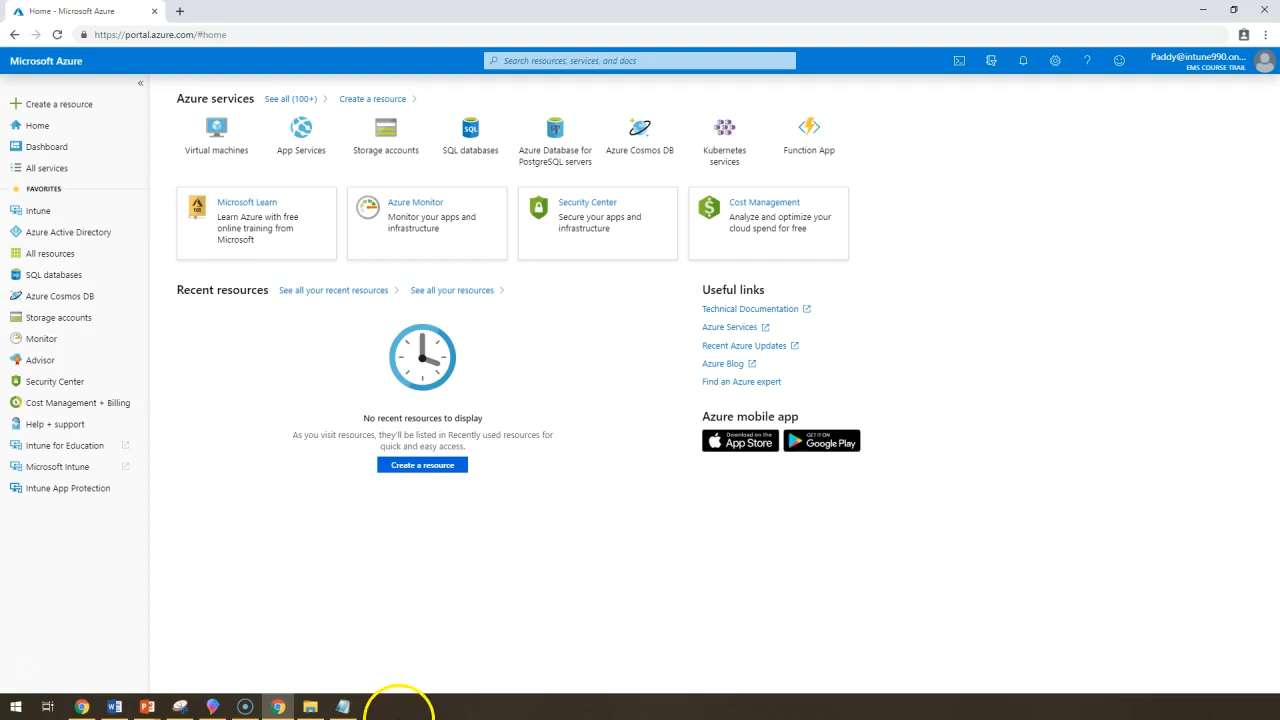 Home - Microsoft Azure
https://portal.azure.com/#home
Microsoft Azure
Search resources, services, and docs
Paddy@intune990.on...
EMS COURSE TRAIL
Create a resource
Home
Dashboard
All services
FAVORITES
Intune
Azure Active Directory
All resources
SQL databases
Azure Cosmos DB
Storage accounts
Monitor
Advisor
Security Center
Cost Management + Billing
Help + support
Intune for Education
Microsoft Intune
Intune App Protection
Azure services
See all (100+)
Create a resource
Virtual machines
App Services
Storage accounts
SQL
SQL databases
Azure Database for
PostgreSQL servers
Azure Cosmos DB
Kubernetes
services
Function App
Microsoft Learn
Learn Azure with free
online training from
Microsoft
Azure Monitor
Monitor your apps and
infrastructure
Security Center
Secure your apps and
infrastructure
Cost Management
Analyze and optimize your
cloud spend for free
Recent resources
See all your recent resources
See all your resources
No recent resources to display
As you visit resources, they'll be listed in Recently used resources for
quick and easy access.
Create a resource
Useful links
Technical Documentation
Azure Services
Recent Azure Updates
Azure Blog
Find an Azure expert
Azure mobile app
Download on the
App Store
GET IT ON
Google Play